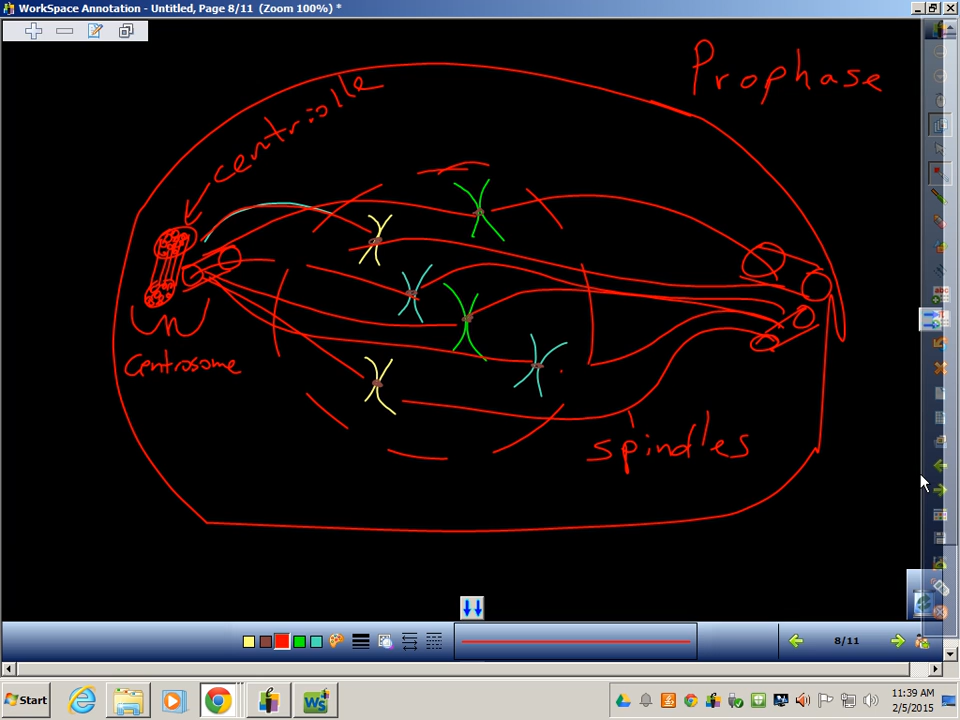 WorkSpace Annotation - Untitled, Page 8/11 (Zoom 100%) *
Prophase
centriolle
Centrosome
spindles
8/11
Start
11:39 AM
2/5/2015